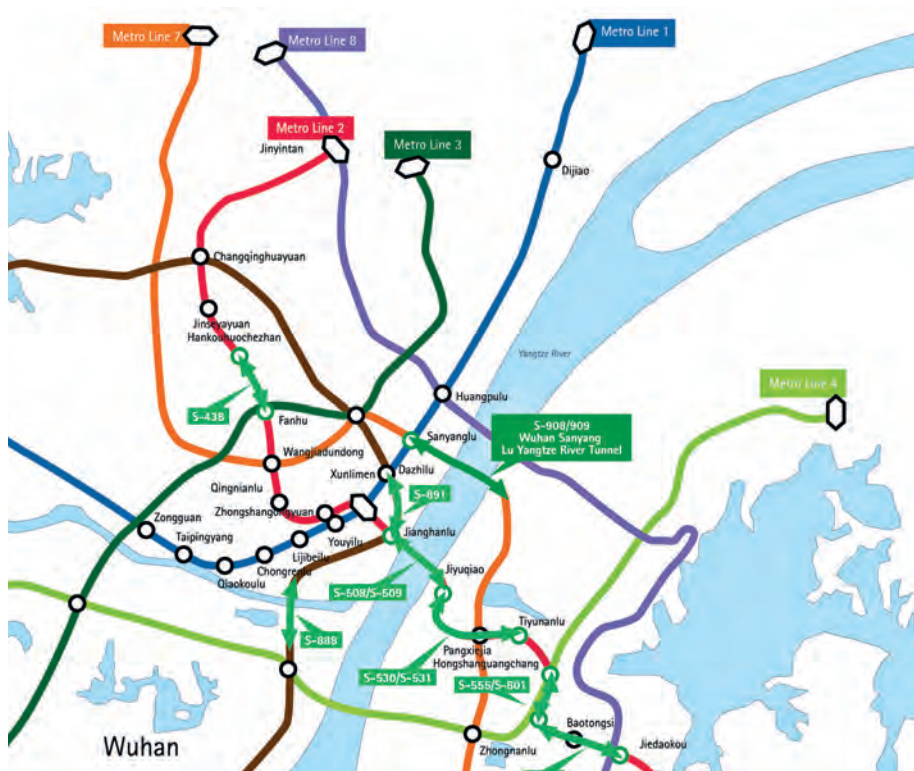 Metro Line 7
Metro Line 8
Metro Line 1
Metro Line 2
Jinyintan
Metro Line 3
Dijiao
Changqinghuayuan
Jinseyayuan
Hankouhuochezhan
Yangtze River
Metro Line 4
S-43B
Fanhu
Huangpulu
Sanyanglu
S-908/909
Wuhan Sanyang
Lu Yangtze River Tunnel
Wangjiadundong
Xunlimen
Dazhilu
Qingnianlu
S-891
Zhongshangongyuan
Zongguan
Youyilu
Jianghanlu
Taipingyang
Lijibeilu
Chongrenlu
Qiaokoulu
Jiyuqiao
S-508/S-509
Tiyunanlu
S-88B
Pangxiejia
Hongshanguangchang
S-530/S-531
S-555/S-801
Baotongsi
Wuhan
Zhongnanlu
Jiedaokou